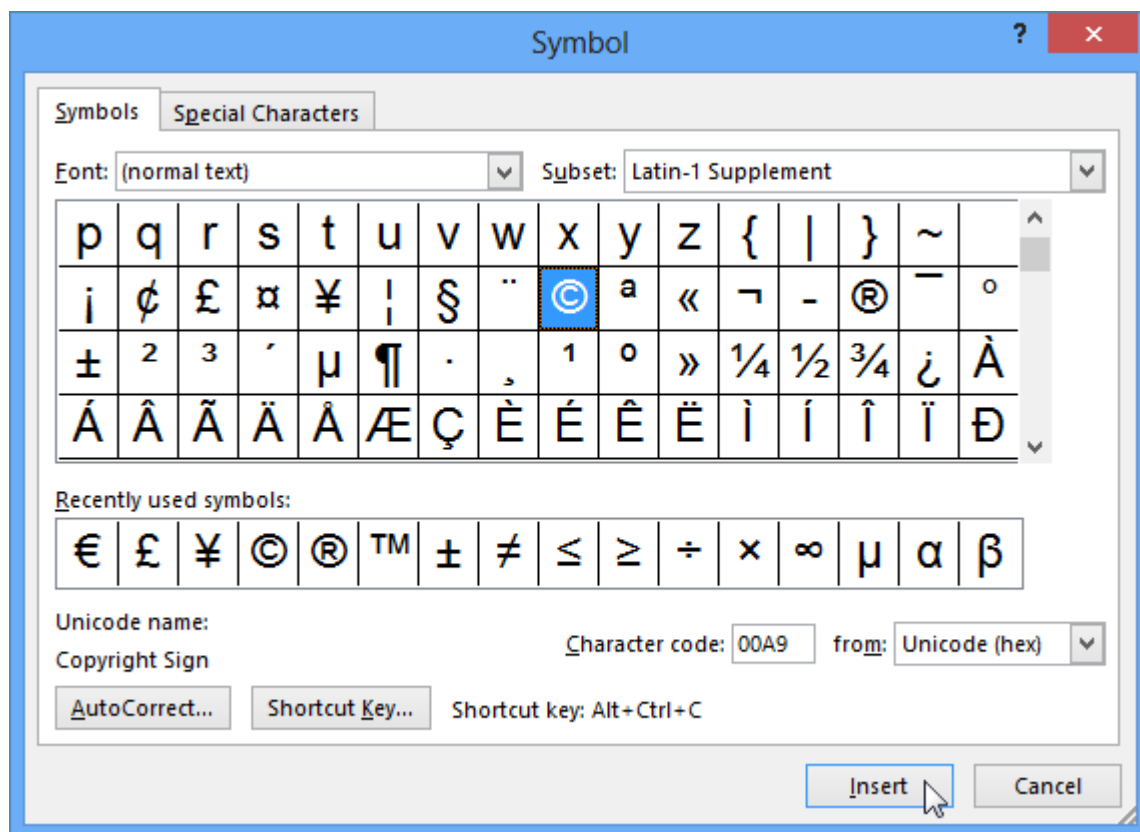 Symbol ?
Symbols Special Characters
Font: (normal text) Subset: Latin-1 Supplement
p q r s t u v w x y z { | } ~
¡ ¢ £ ¤ ¥ ¦ § ¨ © ª « ¬ - ® ¯ °
± ² ³ ´ µ ¶ · ¸ ¹ º » ¼ ½ ¾ ¿ À
Á Â Ã Ä Å Æ Ç È É Ê Ë Ì Í Î Ï Ð
Recently used symbols:
€ £ ¥ © ® ™ ± ≠ ≤ ≥ ÷ × ∞ µ α β
Unicode name:
Copyright Sign
Character code: 00A9 from: Unicode (hex)
AutoCorrect... Shortcut Key... Shortcut key: Alt+Ctrl+C
Insert Cancel